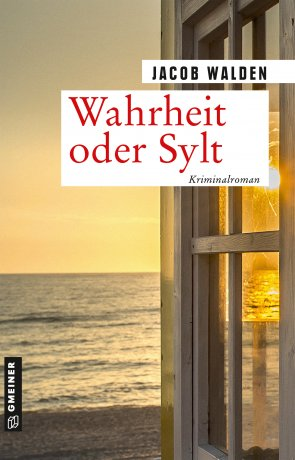 JACOB WALDEN
Wahrheit
oder Sylt
Kriminalroman
GMEINER